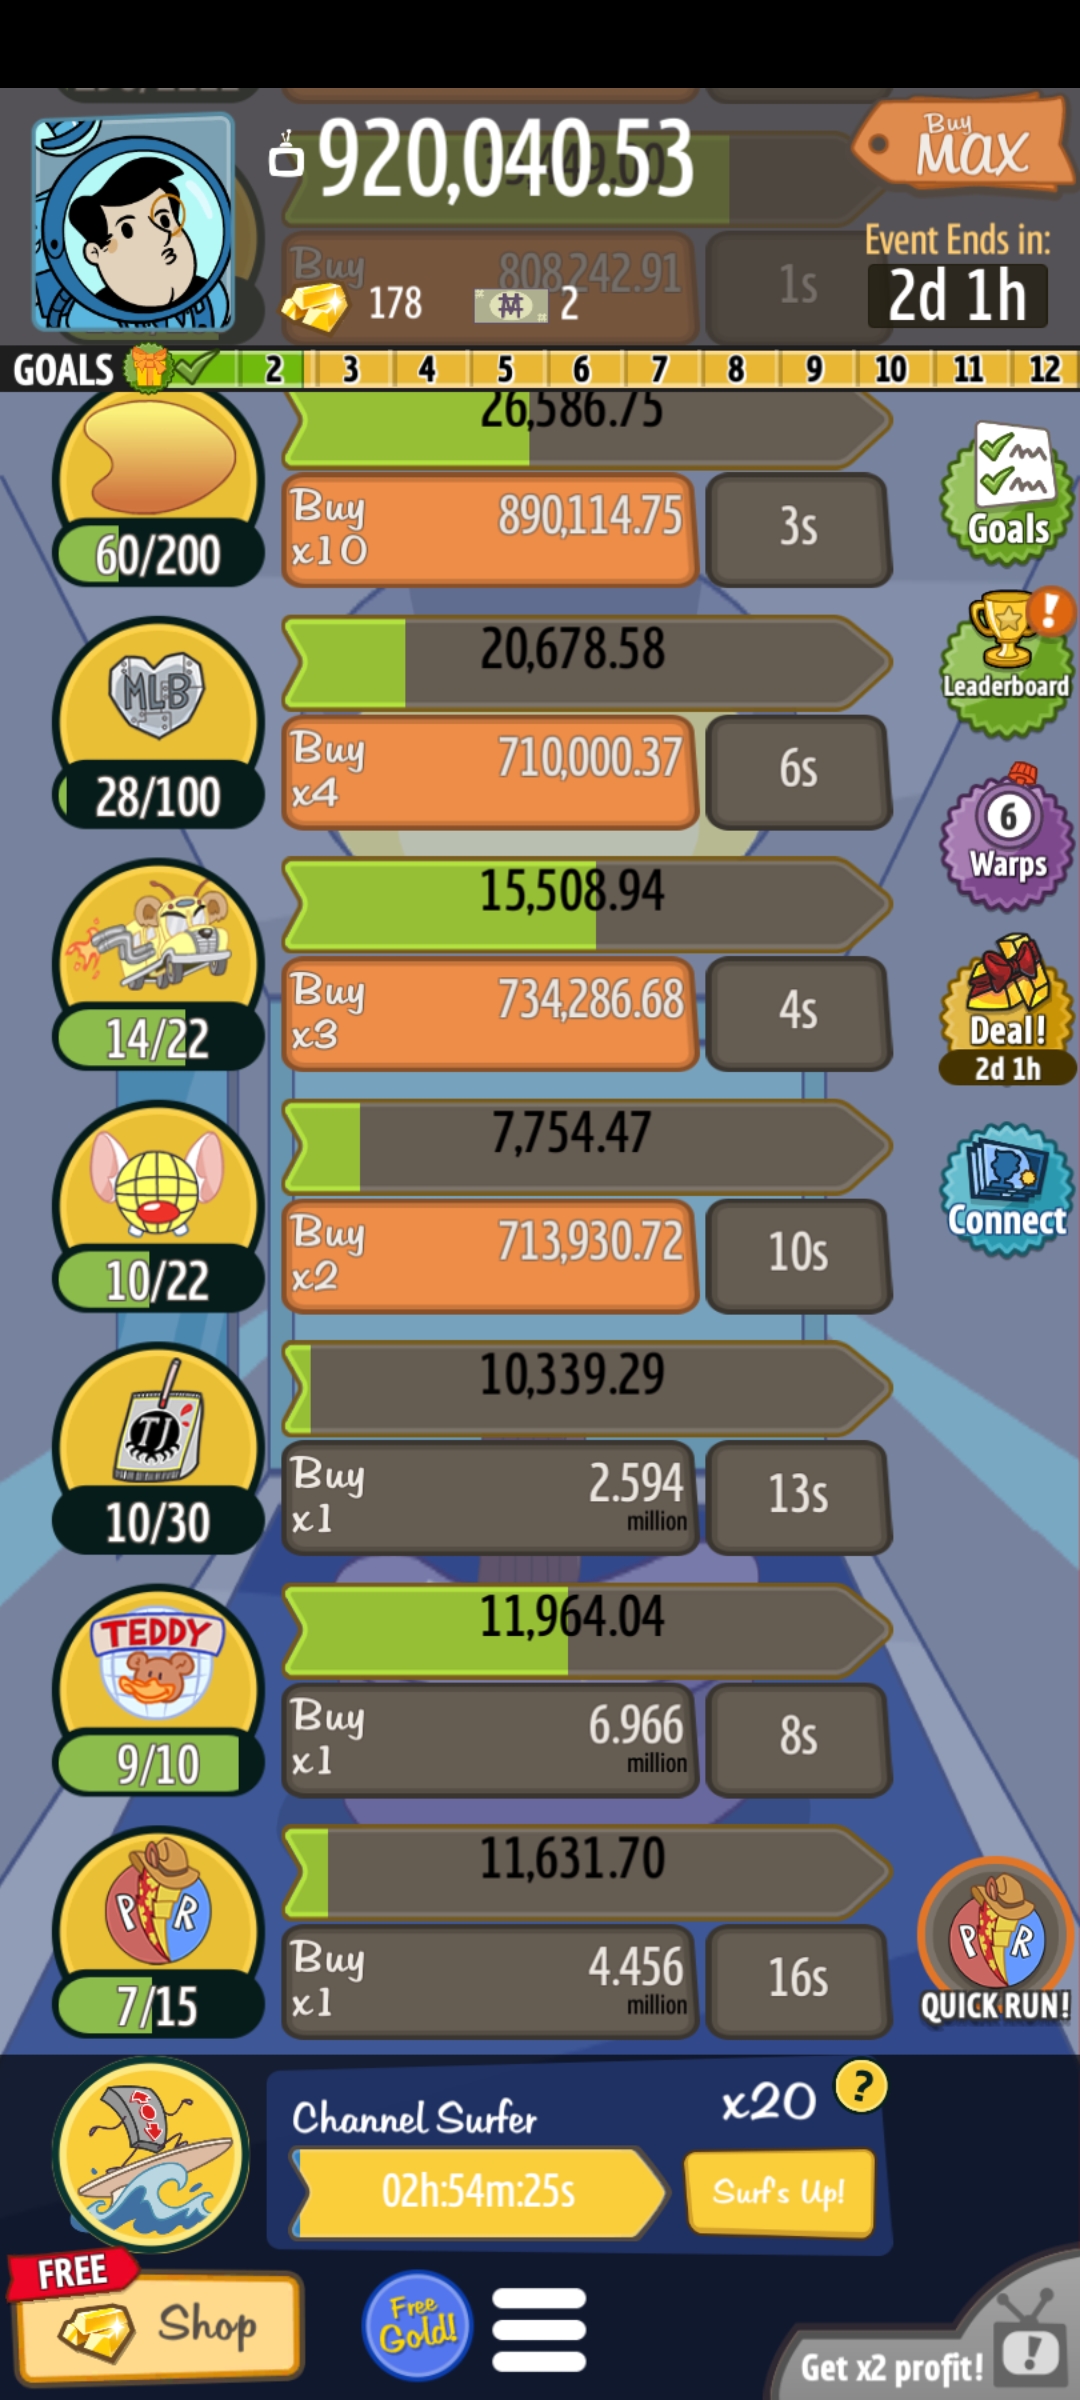 920,040.53
Buy
MAX
Event Ends in:
2d 1h
Buy
808,242.91
1s
178
2
GOALS 2 3 4 5 6 7 8 9 10 11 12
26,586.75
Buy
x10
890,114.75
3s
60/200
Goals
20,678.58
MLB
Buy
x4
710,000.37
6s
28/100
Leaderboard
6
Warps
15,508.94
Buy
x3
734,286.68
4s
14/22
Deal!
2d 1h
7,754.47
Buy
x2
713,930.72
10s
10/22
Connect
10,339.29
TJ
Buy
x1
2.594
million
13s
10/30
11,964.04
TEDDY
Buy
x1
6.966
million
8s
9/10
11,631.70
P R
Buy
x1
4.456
million
16s
7/15
P R
QUICK RUN!
Channel Surfer
x20
?
02h:54m:25s
Surf's Up!
FREE
Shop
Free
Gold!
Get x2 profit!